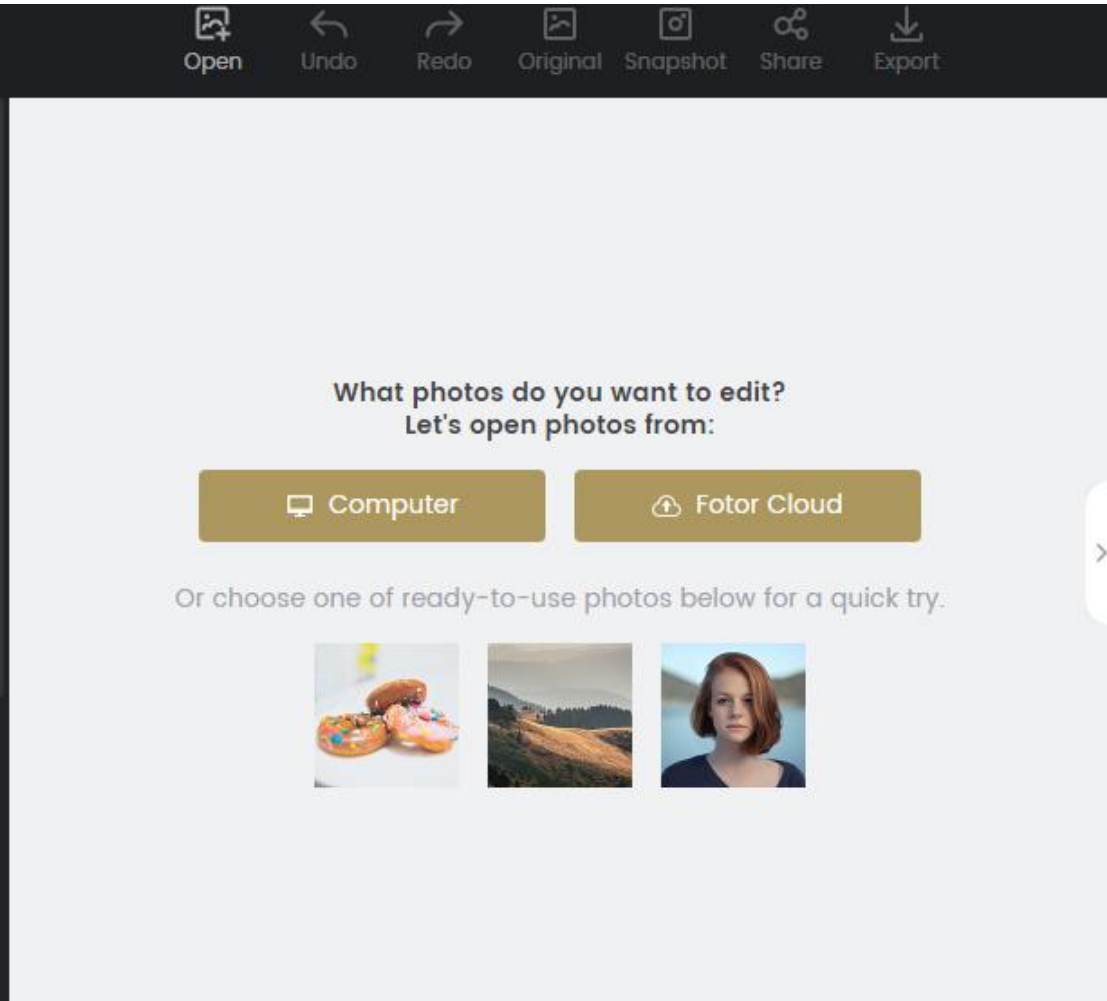 Open Undo Redo Original Snapshot Share Export
What photos do you want to edit?
Let's open photos from:
Computer Fotor Cloud
Or choose one of ready-to-use photos below for a quick try.